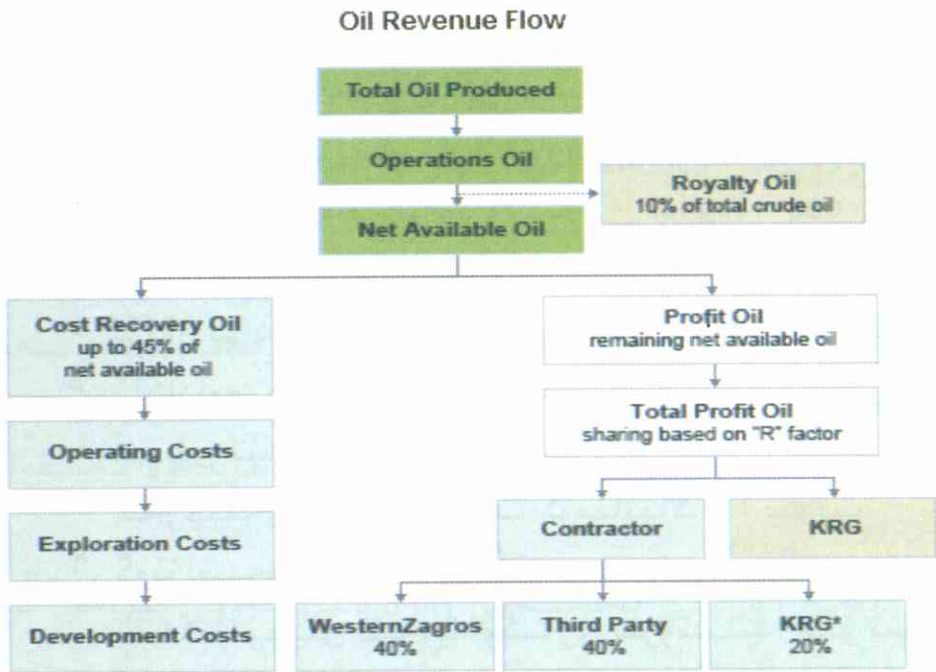 Oil Revenue Flow
Total Oil Produced
Operations Oil
Royalty Oil
10% of total crude oil
Net Available Oil
Cost Recovery Oil
up to 45% of
net available oil
Profit Oil
remaining net available oil
Total Profit Oil
sharing based on "R" factor
Operating Costs
Contractor
KRG
Exploration Costs
Development Costs
WesternZagros
40%
Third Party
40%
KRG*
20%